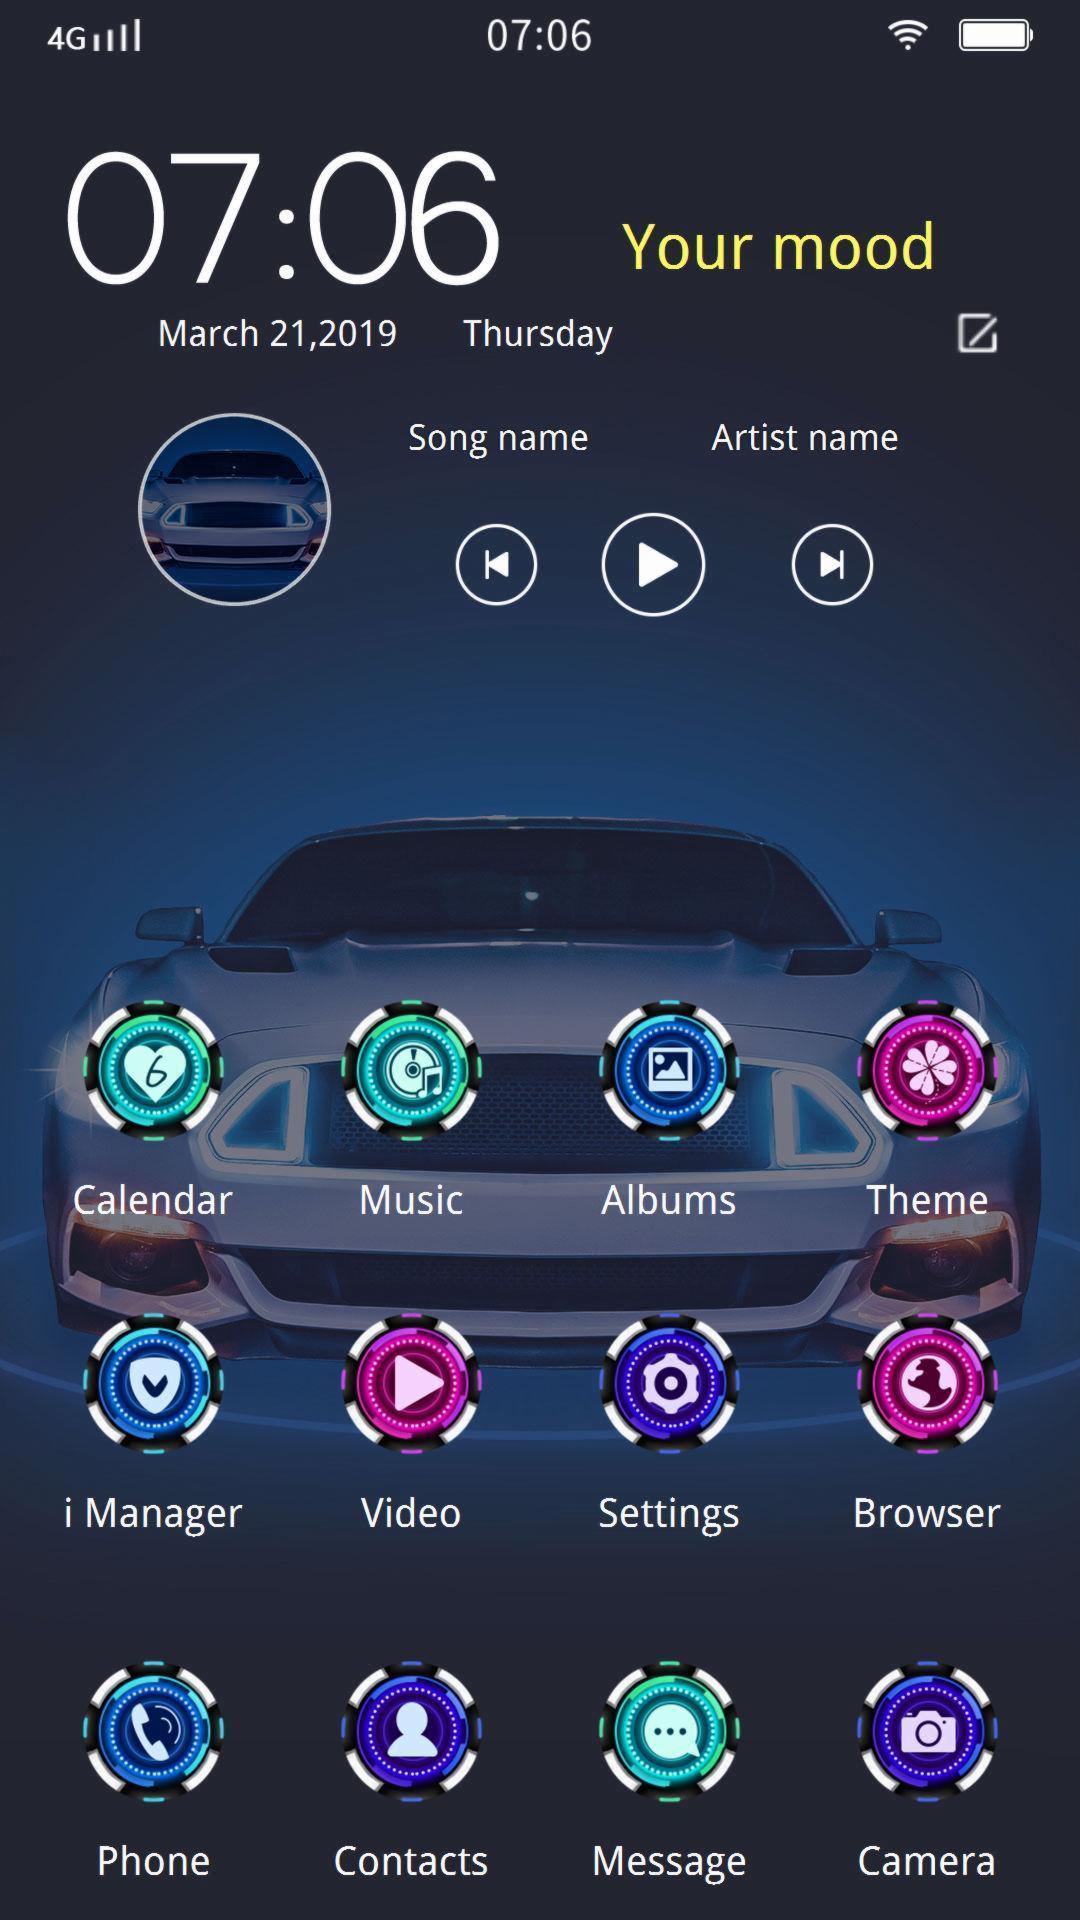 4G 07:06
07:06
Your mood
March 21,2019 Thursday
Song name Artist name
6
Calendar Music Albums Theme
i Manager Video Settings Browser
Phone Contacts Message Camera